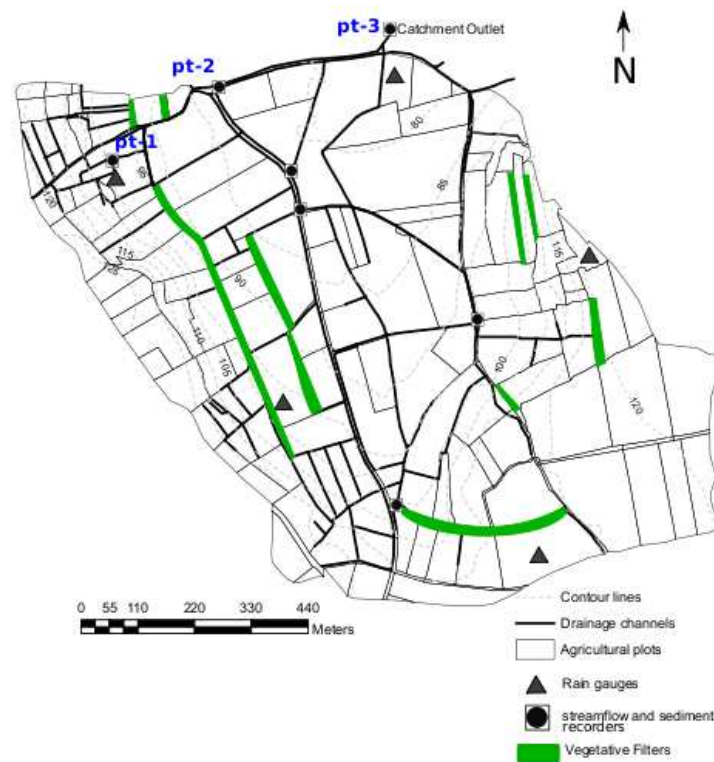 pt-3
Catchment Outlet
pt-2
N
pt-1
80
95
85
120
115
115
90
110
105
100
120
0 55 110 220 330 440
Meters
Contour lines
Drainage channels
Agricultural plots
Rain gauges
streamflow and sediment
recorders
Vegetative Filters